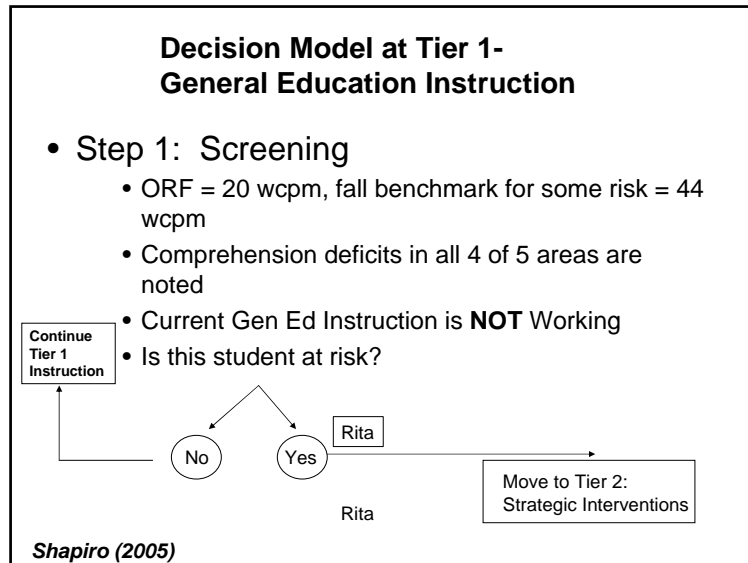 Decision Model at Tier 1-
General Education Instruction
• Step 1: Screening
• ORF = 20 wcpm, fall benchmark for some risk = 44
wcpm
• Comprehension deficits in all 4 of 5 areas are
noted
• Current Gen Ed Instruction is NOT Working
• Is this student at risk?
Continue
Tier 1
Instruction
No
Yes
Rita
Move to Tier 2:
Strategic Interventions
Rita
Shapiro (2005)